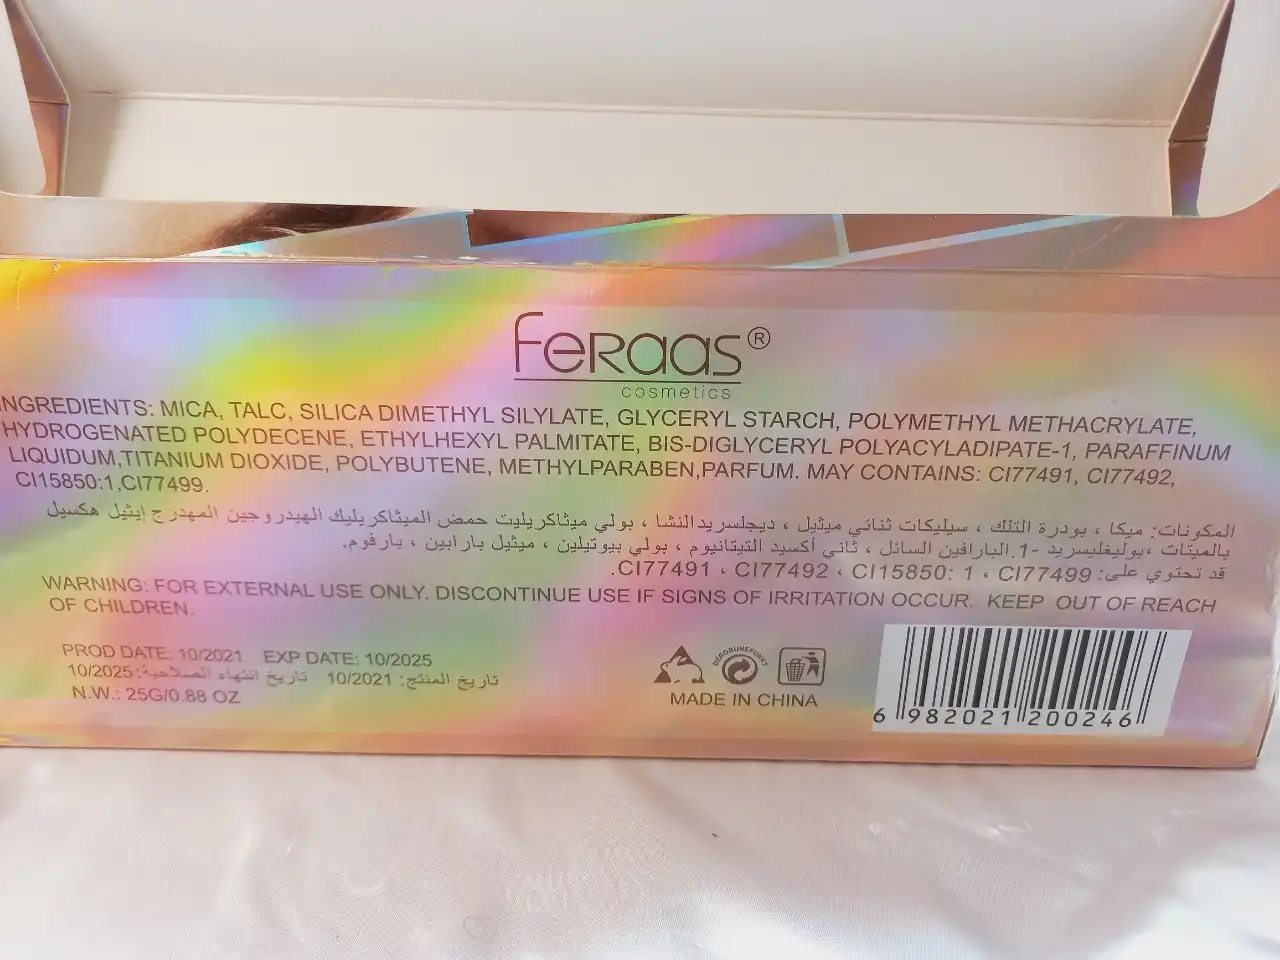 feraas®
cosmetics
INGREDIENTS: MICA, TALC, SILICA DIMETHYL SILYLATE, GLYCERYL STARCH, POLYMETHYL METHACRYLATE,
HYDROGENATED POLYDECENE, ETHYLHEXYL PALMITATE, BIS-DIGLYCERYL POLYACYLADIPATE-1, PARAFFINUM
LIQUIDUM,TITANIUM DIOXIDE, POLYBUTENE, METHYLPARABEN,PARFUM. MAY CONTAINS: CI77491, CI77492,
CI15850:1,CI77499.
المكونات: ميكا ، بودرة التلك ، سيليكات ثنائي ميثيل ، ديجلسريدالنشا ، بولي ميثاكريليت حمض الميثاكريليك الهيدروجين المهدرج إيثيل هكسيل
بالميتات ،بوليغليسريد -1.البارافين السائل ، ثاني أكسيد التيتانيوم ، بولي بيوتيلين ، ميثيل بارابين ، بارفوم.
قد تحتوي على: CI77491 ، CI77492 ، CI15850: 1 ، CI77499.
WARNING: FOR EXTERNAL USE ONLY. DISCONTINUE USE IF SIGNS OF IRRITATION OCCUR. KEEP OUT OF REACH
OF CHILDREN.
PROD DATE: 10/2021 EXP DATE: 10/2025
تاريخ المنتج: 10/2021 تاريخ انتهاء الصلاحية: 10/2025
N.W.: 25G/0.88 OZ
MADE IN CHINA
6 982021 200246